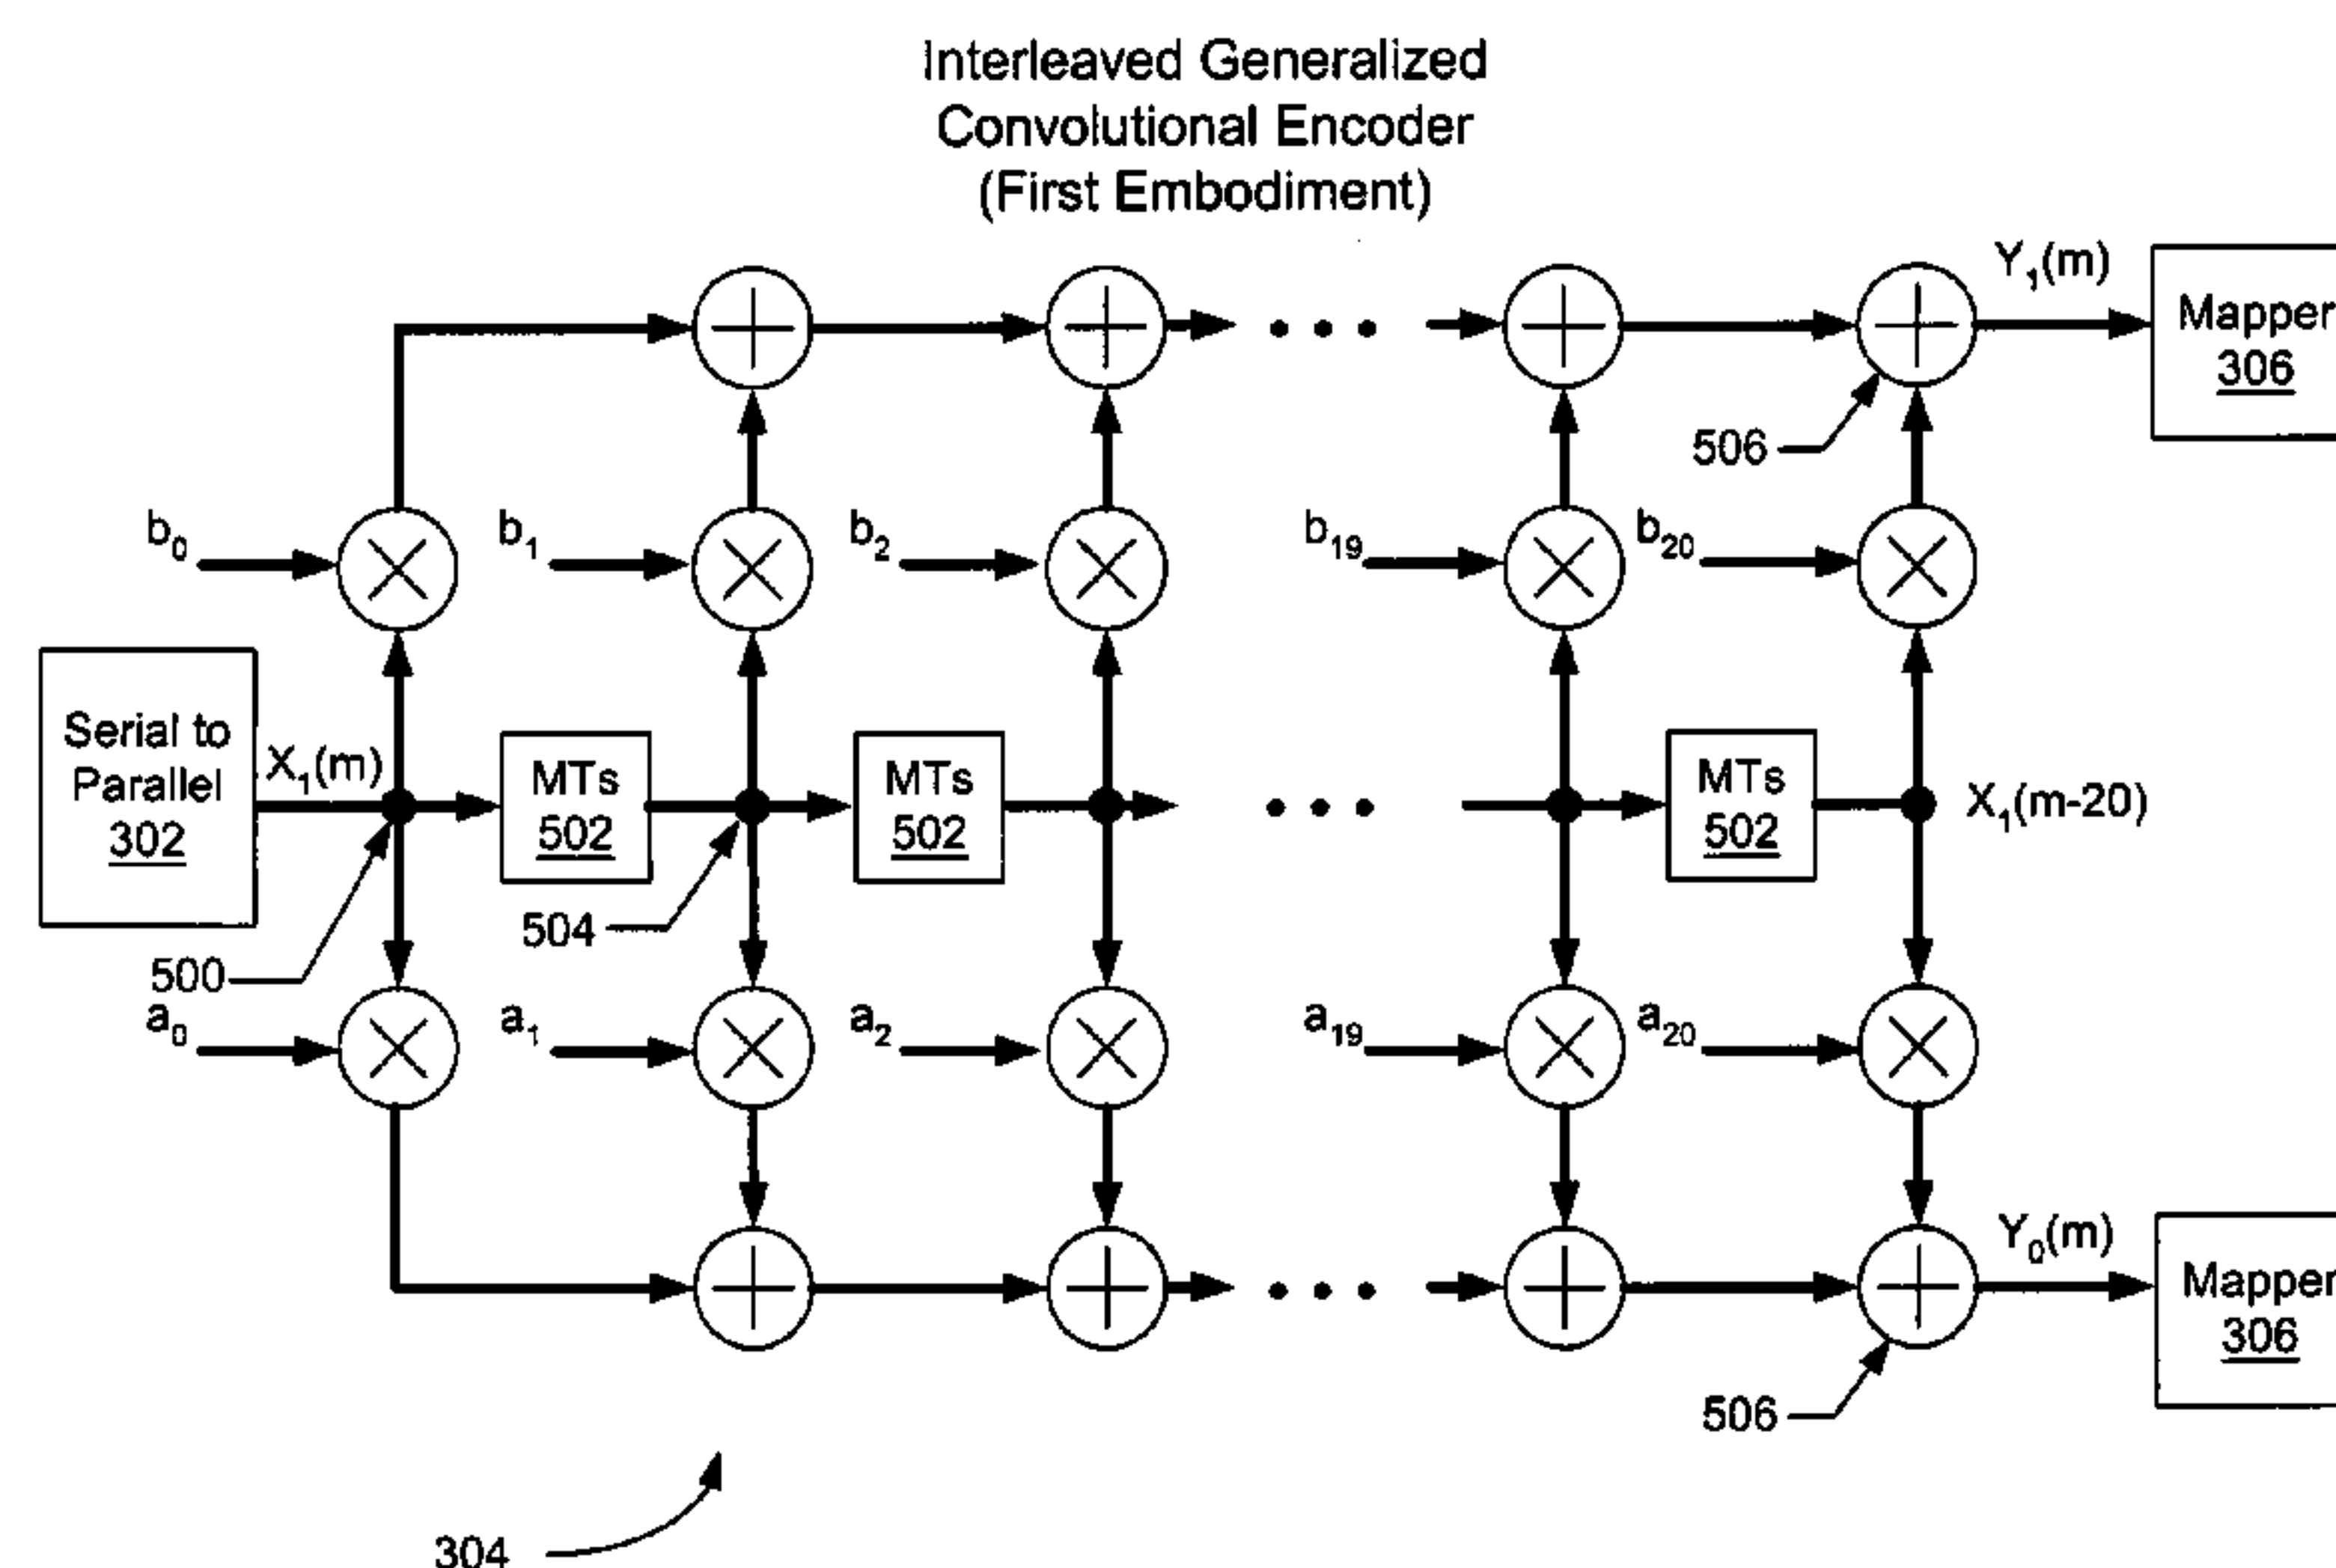 Interleaved Generalized
Convolutional Encoder
(First Embodiment)
Y₁(m)
Mapper
306
506
b₀
b₁
b₂
b₁₉
b₂₀
Serial to
Parallel
302
X₁(m)
MTs
502
MTs
502
MTs
502
X₁(m-20)
504
500
a₀
a₁
a₂
a₁₉
a₂₀
Y₀(m)
Mapper
306
506
304